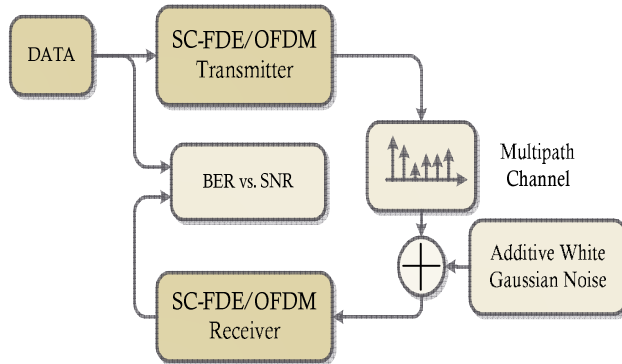 DATA
SC-FDE/OFDM
Transmitter
BER vs. SNR
Multipath
Channel
Additive White
Gaussian Noise
SC-FDE/OFDM
Receiver